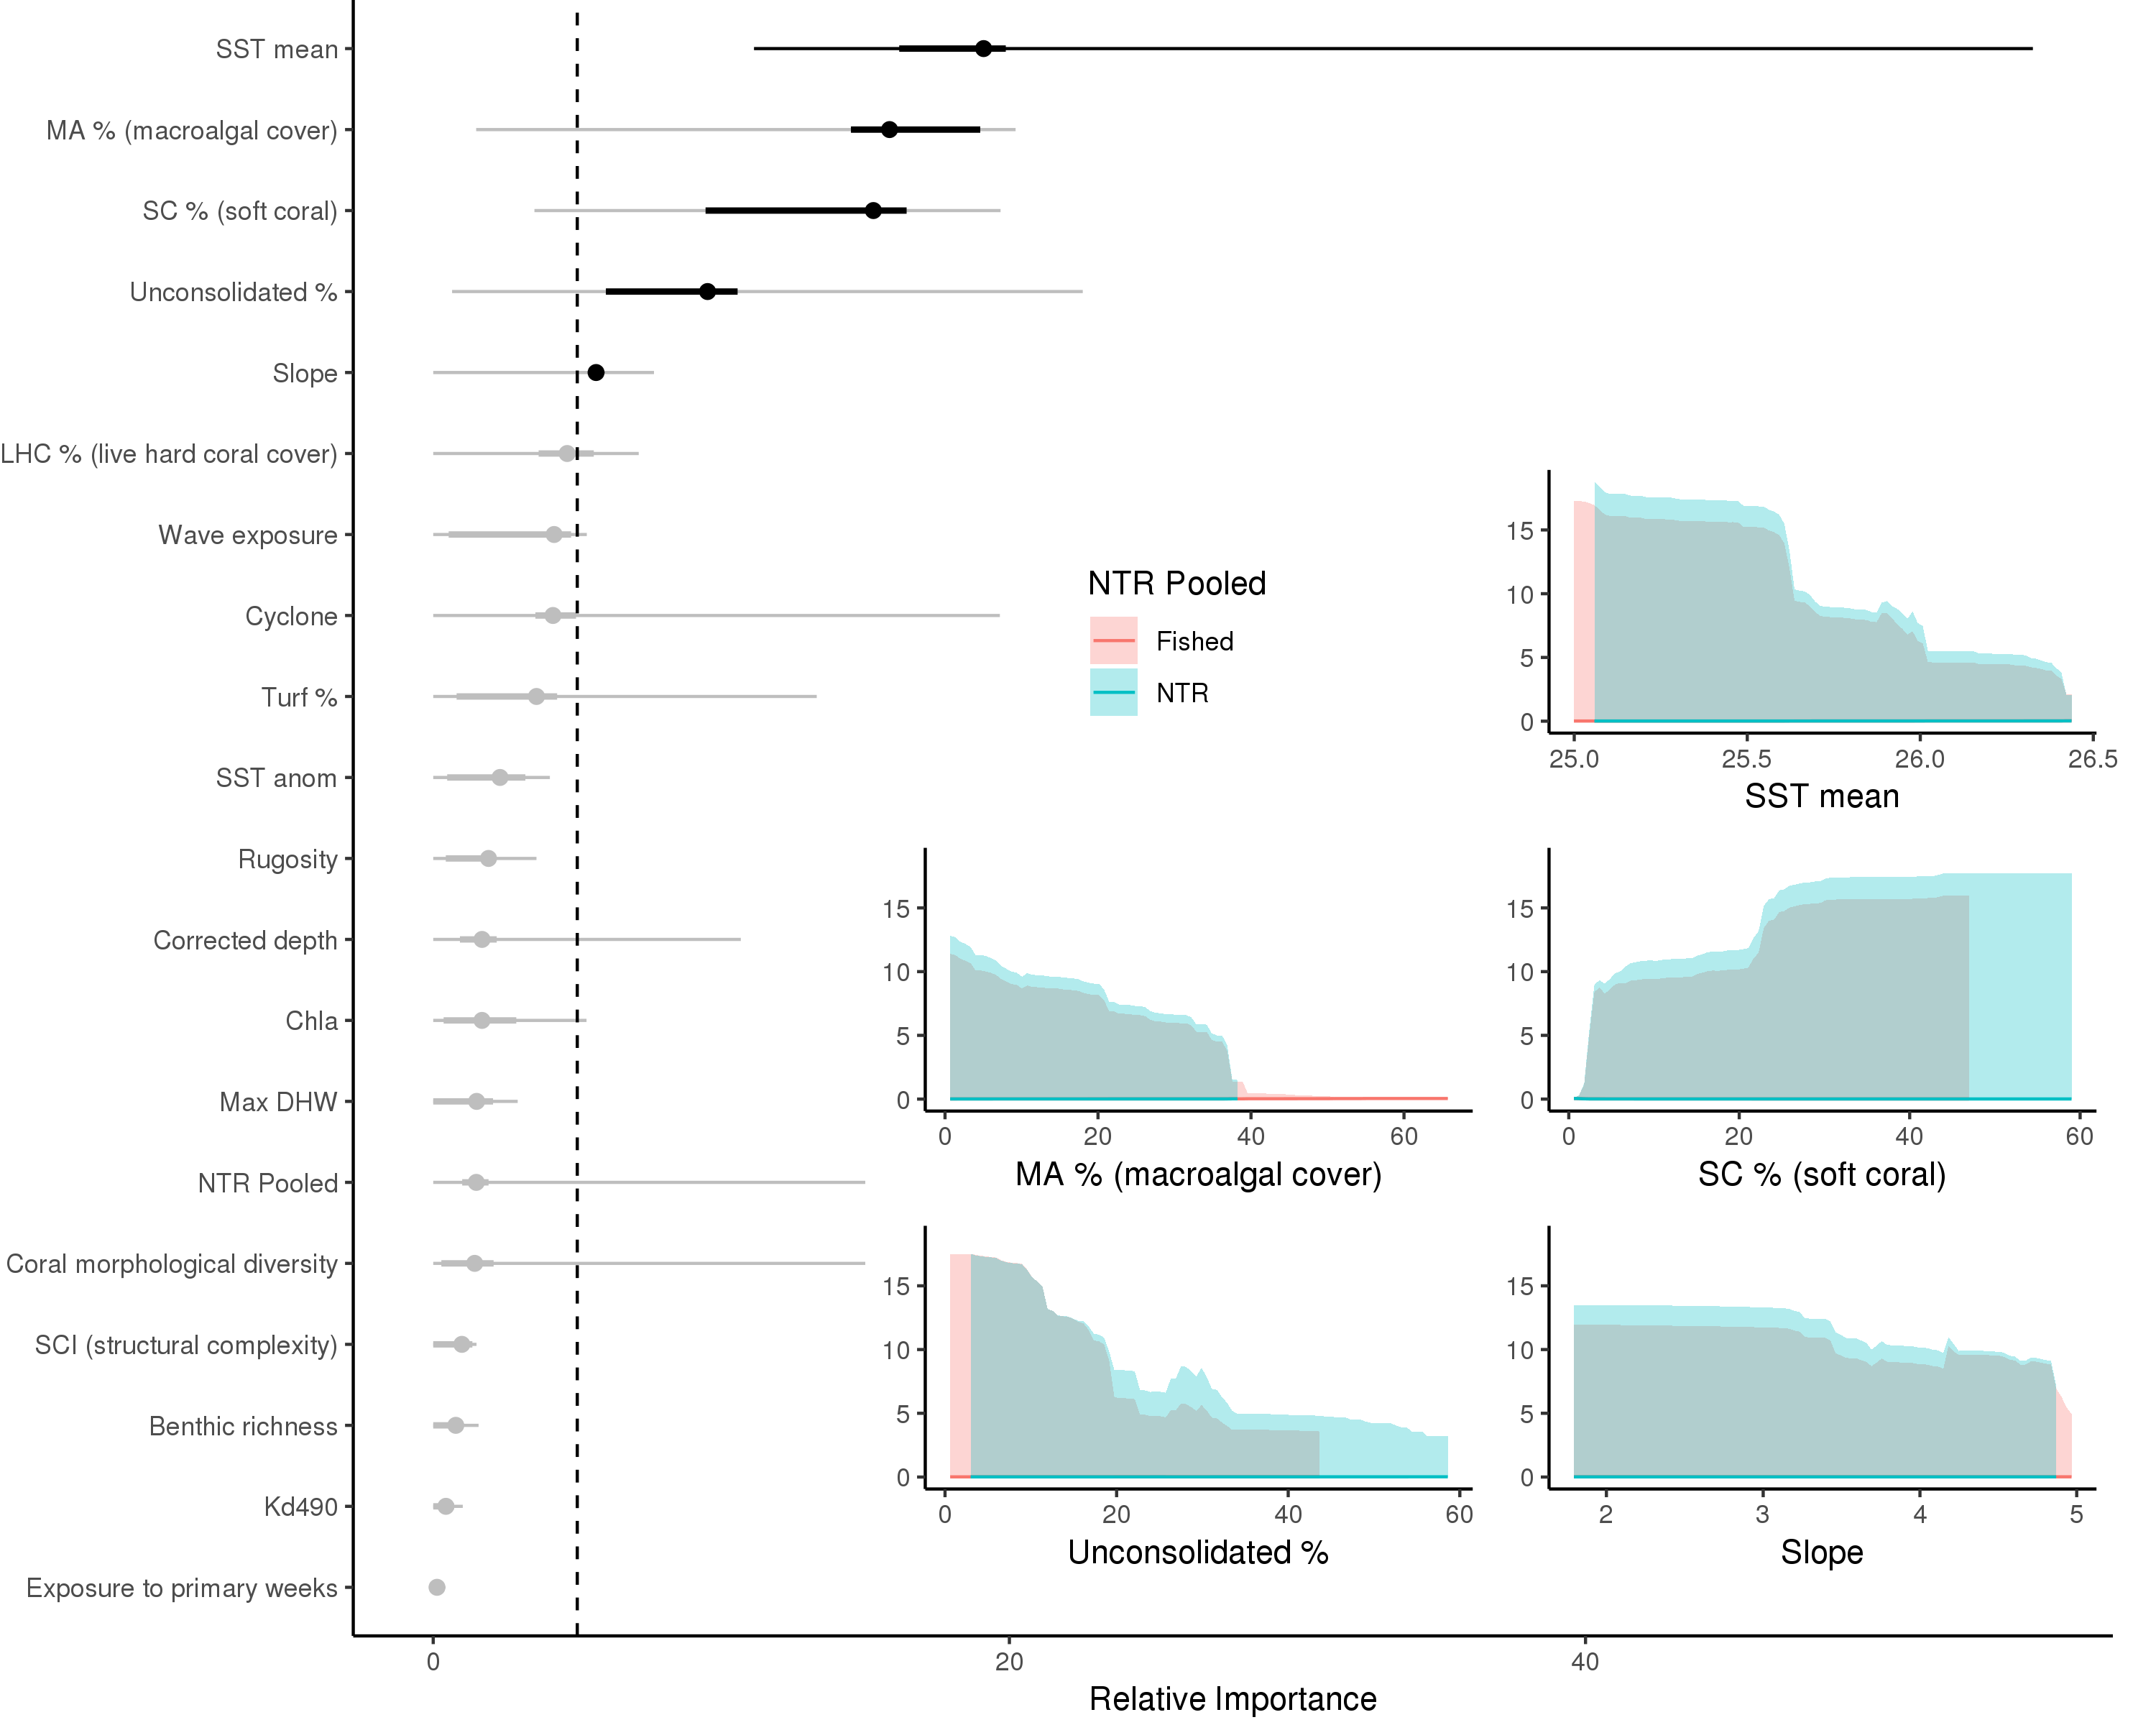 SST mean
MA % (macroalgal cover)
SC % (soft coral)
Unconsolidated %
Slope
LHC % (live hard coral cover)
Wave exposure
Cyclone
Turf %
SST anom
Rugosity
Corrected depth
Chla
Max DHW
NTR Pooled
Coral morphological diversity
SCI (structural complexity)
Benthic richness
Kd490
Exposure to primary weeks
0 20 40
Relative Importance
NTR Pooled
Fished
NTR
15
10
5
0
25.0 25.5 26.0 26.5
SST mean
15
10
5
0
0 20 40 60
MA % (macroalgal cover)
15
10
5
0
0 20 40 60
SC % (soft coral)
15
10
5
0
0 20 40 60
Unconsolidated %
15
10
5
0
2 3 4 5
Slope